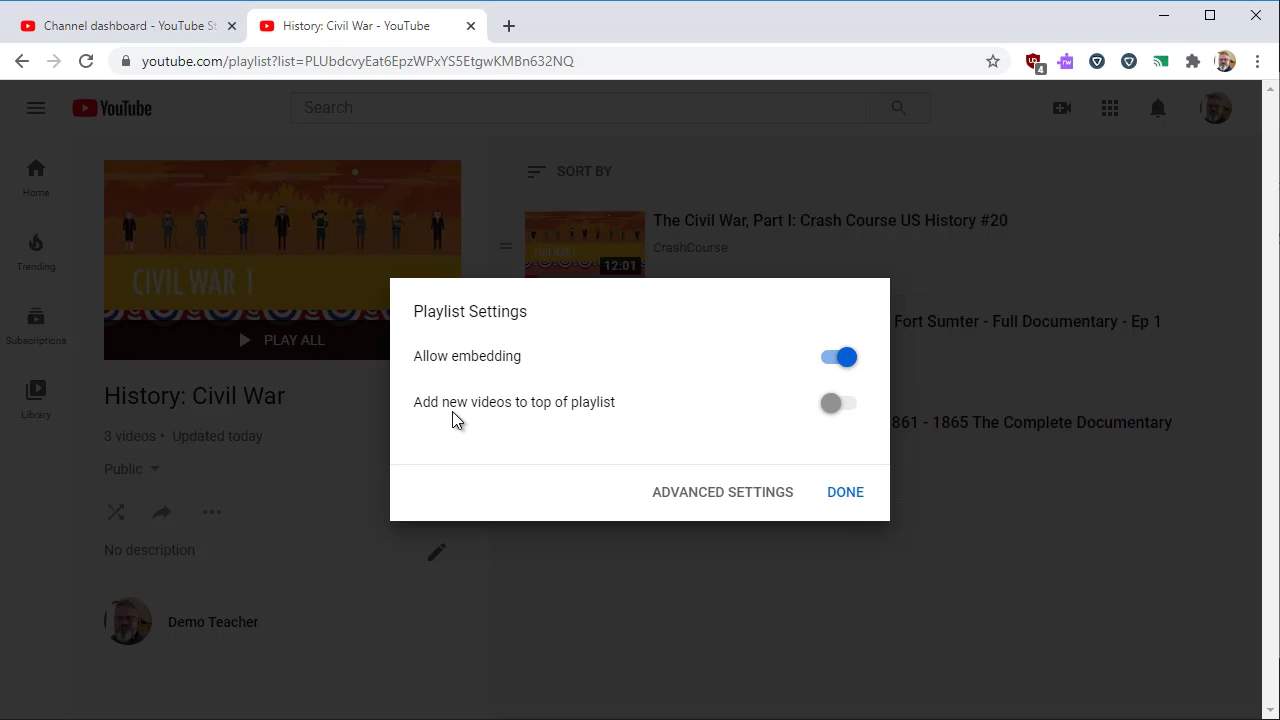 Channel dashboard - YouTube St
History: Civil War - YouTube
youtube.com/playlist?list=PLUUdcvyEat6EpzWPxYS5EtgwKMBn632NQ
4
rw
YouTube
Search
Home
Trending
Subscriptions
Library
CIVIL WAR I
PLAY ALL
History: Civil War
3 videos • Updated today
Public
No description
Demo Teacher
SORT BY
The Civil War, Part I: Crash Course US History #20
CrashCourse
12:01
Fort Sumter - Full Documentary - Ep 1
861 - 1865 The Complete Documentary
Playlist Settings
Allow embedding
Add new videos to top of playlist
ADVANCED SETTINGS
DONE